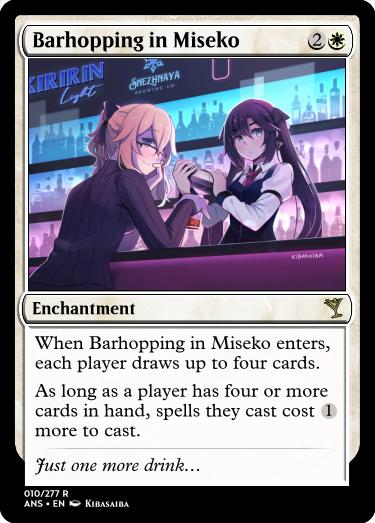 Barhopping in Miseko 2
KIRIRIN
Light
SNEZHNAYA
BREWING CO
KIBASAIBA
Enchantment
When Barhopping in Miseko enters,
each player draws up to four cards.
As long as a player has four or more
cards in hand, spells they cast cost 1
more to cast.
Just one more drink…
010/277 R
ANS • EN Kibasaiba